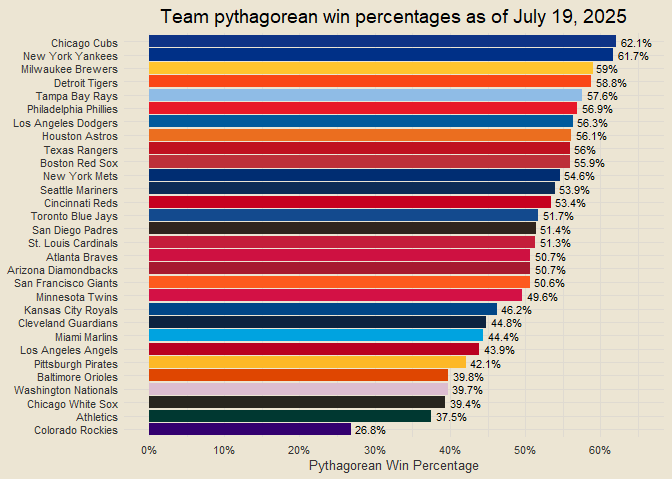 Team pythagorean win percentages as of July 19, 2025
Chicago Cubs 62.1%
New York Yankees 61.7%
Milwaukee Brewers 59%
Detroit Tigers 58.8%
Tampa Bay Rays 57.6%
Philadelphia Phillies 56.9%
Los Angeles Dodgers 56.3%
Houston Astros 56.1%
Texas Rangers 56%
Boston Red Sox 55.9%
New York Mets 54.6%
Seattle Mariners 53.9%
Cincinnati Reds 53.4%
Toronto Blue Jays 51.7%
San Diego Padres 51.4%
St. Louis Cardinals 51.3%
Atlanta Braves 50.7%
Arizona Diamondbacks 50.7%
San Francisco Giants 50.6%
Minnesota Twins 49.6%
Kansas City Royals 46.2%
Cleveland Guardians 44.8%
Miami Marlins 44.4%
Los Angeles Angels 43.9%
Pittsburgh Pirates 42.1%
Baltimore Orioles 39.8%
Washington Nationals 39.7%
Chicago White Sox 39.4%
Athletics 37.5%
Colorado Rockies 26.8%
0% 10% 20% 30% 40% 50% 60%
Pythagorean Win Percentage